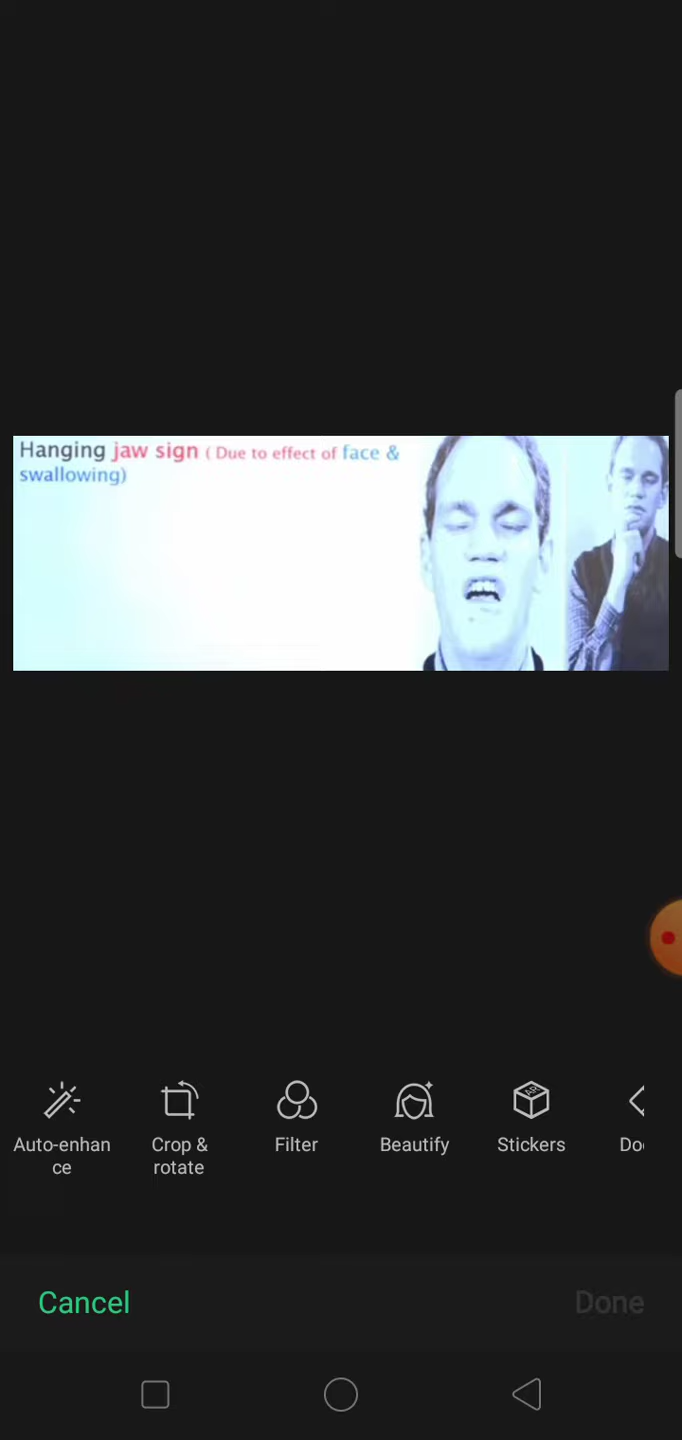 Hanging jaw sign ( Due to effect of face &
swallowing)
AR
Auto-enhan
ce
Crop &
rotate
Filter
Beautify
Stickers
Cancel
Done